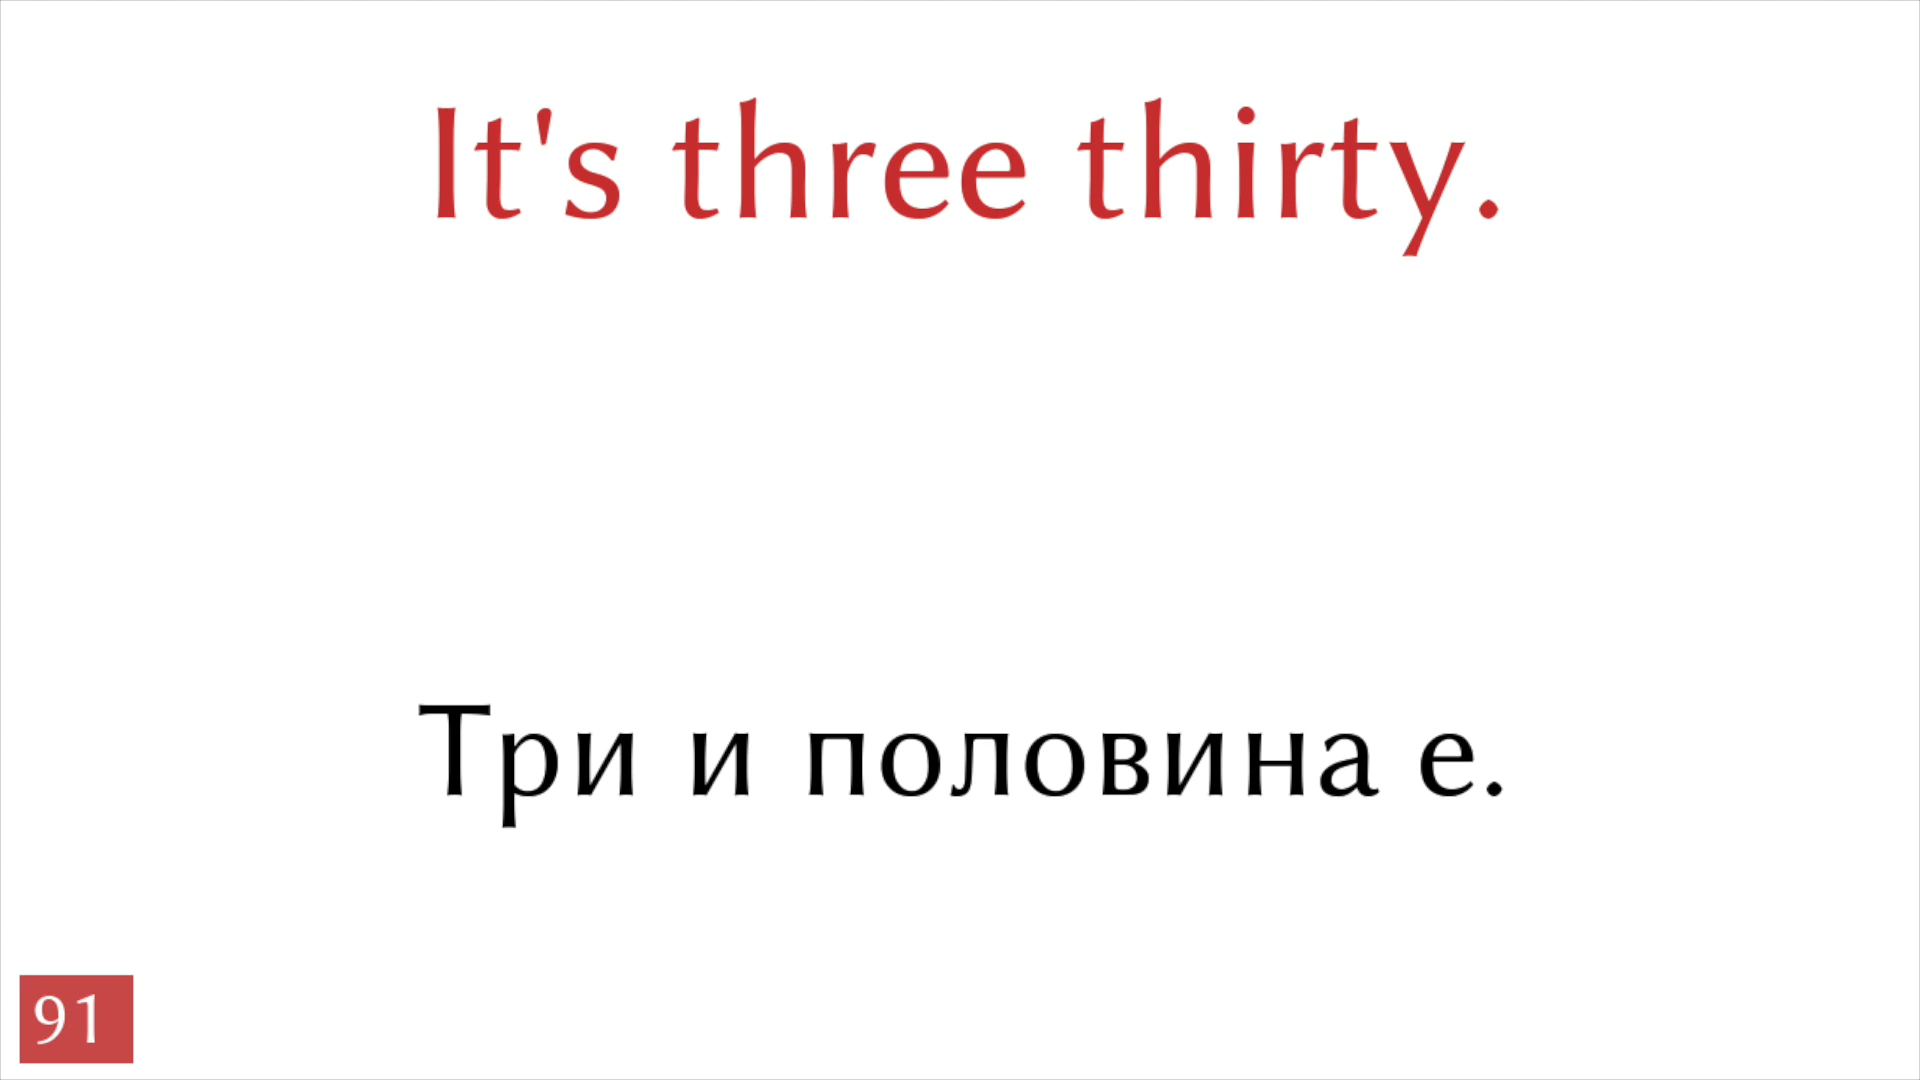 It's three thirty.
Три и половина е.
91